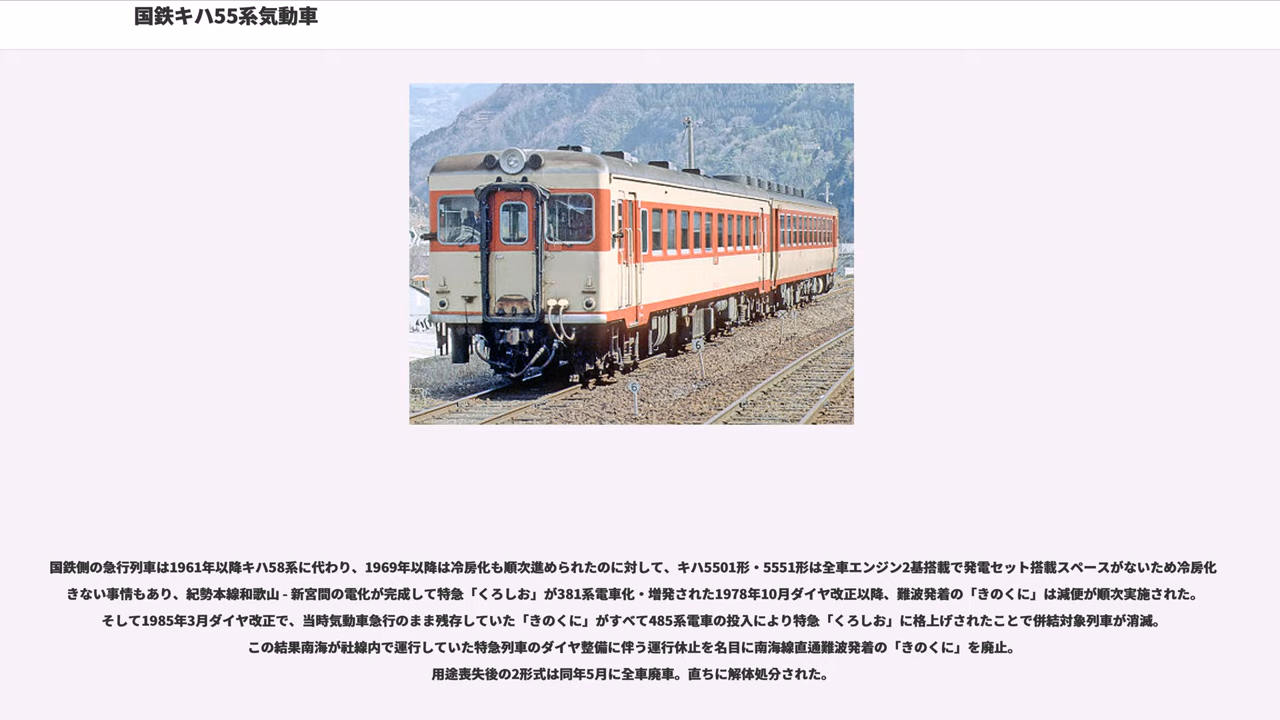 国鉄キハ55系気動車
6
6
国鉄側の急行列車は1961年以降キハ58系に代わり、1969年以降は冷房化も順次進められたのに対して、キハ5501形・5551形は全車エンジン2基搭載で発電セット搭載スペースがないため冷房化
きない事情もあり、紀勢本線和歌山 - 新宮間の電化が完成して特急「くろしお」が381系電車化・増発された1978年10月ダイヤ改正以降、難波発着の「きのくに」は減便が順次実施された。
そして1985年3月ダイヤ改正で、当時気動車急行のまま残存していた「きのくに」がすべて485系電車の投入により特急「くろしお」に格上げされたことで併結対象列車が消滅。
この結果南海が社線内で運行していた特急列車のダイヤ整備に伴う運行休止を名目に南海線直通難波発着の「きのくに」を廃止。
用途喪失後の2形式は同年5月に全車廃車。直ちに解体処分された。